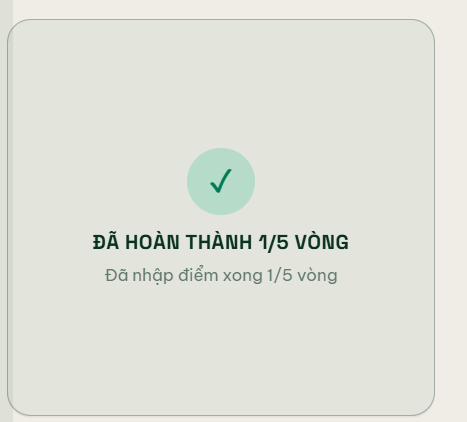 ĐÃ HOÀN THÀNH 1/5 VÒNG
Đã nhập điểm xong 1/5 vòng